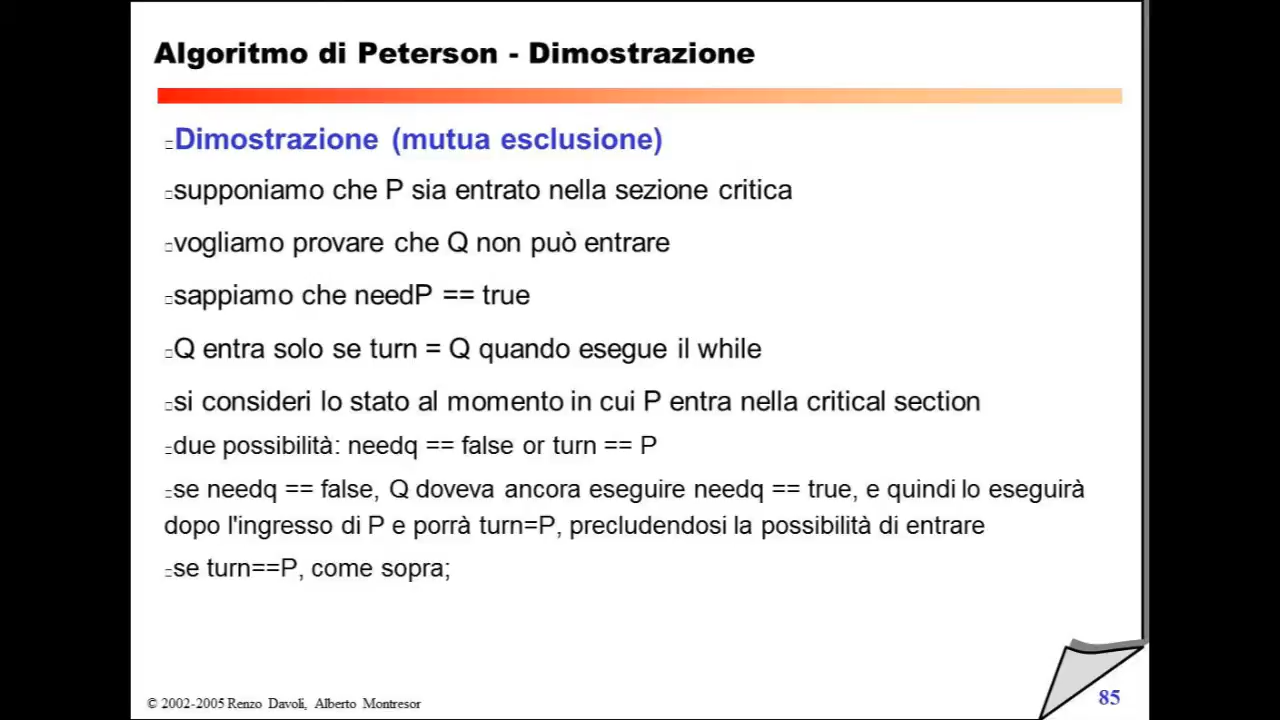 Algoritmo di Peterson - Dimostrazione
Dimostrazione (mutua esclusione)
supponiamo che P sia entrato nella sezione critica
vogliamo provare che Q non può entrare
sappiamo che needP == true
Q entra solo se turn = Q quando esegue il while
si consideri lo stato al momento in cui P entra nella critical section
due possibilità: needq == false or turn == P
se needq == false, Q doveva ancora eseguire needq == true, e quindi lo eseguirà
dopo l'ingresso di P e porrà turn=P, precludendosi la possibilità di entrare
se turn==P, come sopra;
© 2002-2005 Renzo Davoli, Alberto Montresor
85